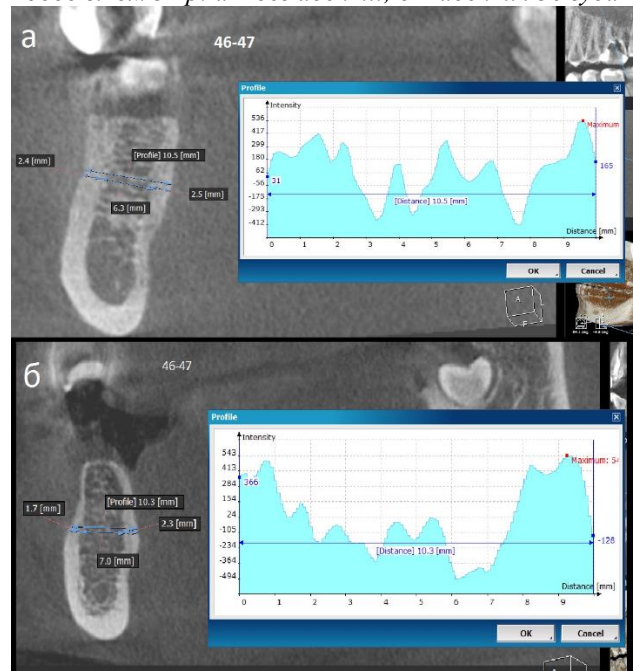 а
46-47
Profile
Intensity
536
417
299
180
62
-56
-175
-293
-412
31
Maximum
165
[Distance] 10.5 [mm]
Distance [mm]
0 1 2 3 4 5 6 7 8 9
OK
Cancel
2.4 [mm]
[Profile] 10.5 [mm]
2.5 [mm]
6.3 [mm]
A
F
б
46-47
Profile
Intensity
543
413
284
154
24
-105
-234
-364
-494
366
Maximum: 54
-128
[Distance] 10.3 [mm]
Distance [mm]
0 1 2 3 4 5 6 7 8 9
OK
Cancel
1.7 [mm]
[Profile] 10.3 [mm]
2.3 [mm]
7.0 [mm]